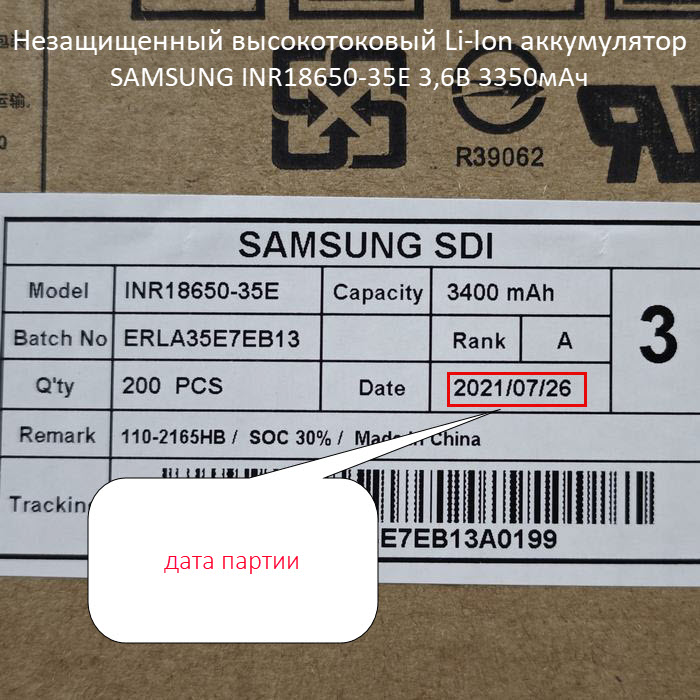 Незащищенный высокотоковый Li-Ion аккумулятор
SAMSUNG INR18650-35E 3,6В 3350мАч
运输.
R39062
SAMSUNG SDI
Model INR18650-35E Capacity 3400 mAh
3
Batch No ERLA35E7EB13 Rank A
Q'ty 200 PCS Date 2021/07/26
Remark 110-2165HB / SOC 30% / Made in China
Tracking
E7EB13A0199
дата партии